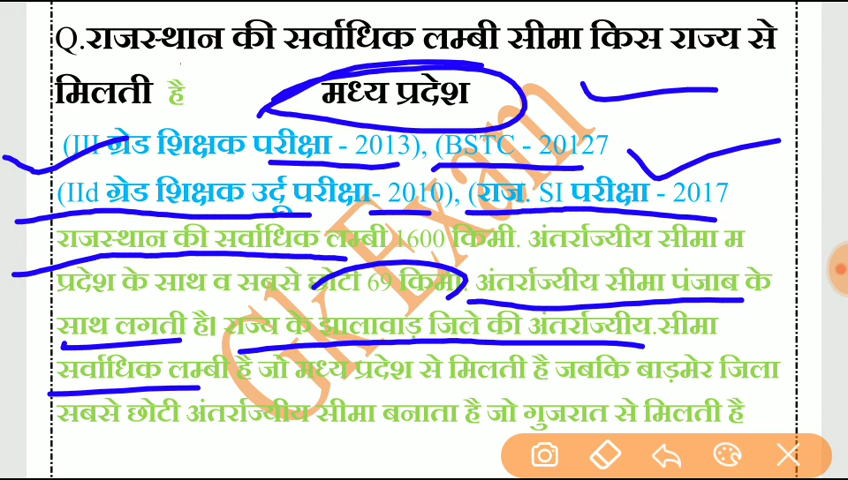 Q.राजस्थान की सर्वाधिक लम्बी सीमा किस राज्य से
मिलती है मध्य प्रदेश
(III ग्रेड शिक्षक परीक्षा - 2013), (BSTC - 20127
(IId ग्रेड शिक्षक उर्दू परीक्षा- 2010), (राज. SI परीक्षा - 2017
राजस्थान की सर्वाधिक लम्बी 1600 किमी. अंतर्राज्यीय सीमा म
प्रदेश के साथ व सबसे छोटी 69 किमी. अंतर्राज्यीय सीमा पंजाब के
साथ लगती है। राज्य के झालावाड़ जिले की अंतर्राज्यीय.सीमा
सर्वाधिक लम्बी है जो मध्य प्रदेश से मिलती है जबकि बाड़मेर जिला
सबसे छोटी अंतर्राज्यीय सीमा बनाता है जो गुजरात से मिलती है
Gk Exam